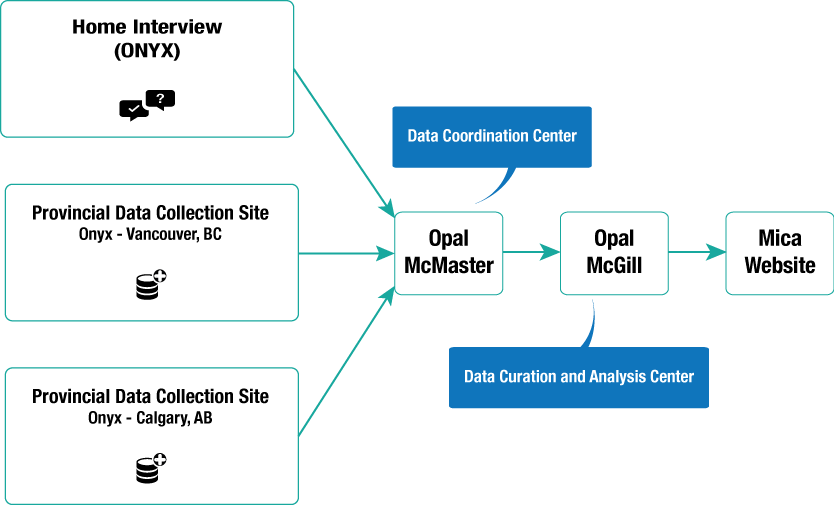 Home Interview
(ONYX)
?
Provincial Data Collection Site
Onyx - Vancouver, BC
Provincial Data Collection Site
Onyx - Calgary, AB
Data Coordination Center
Opal
McMaster
Opal
McGill
Mica
Website
Data Curation and Analysis Center